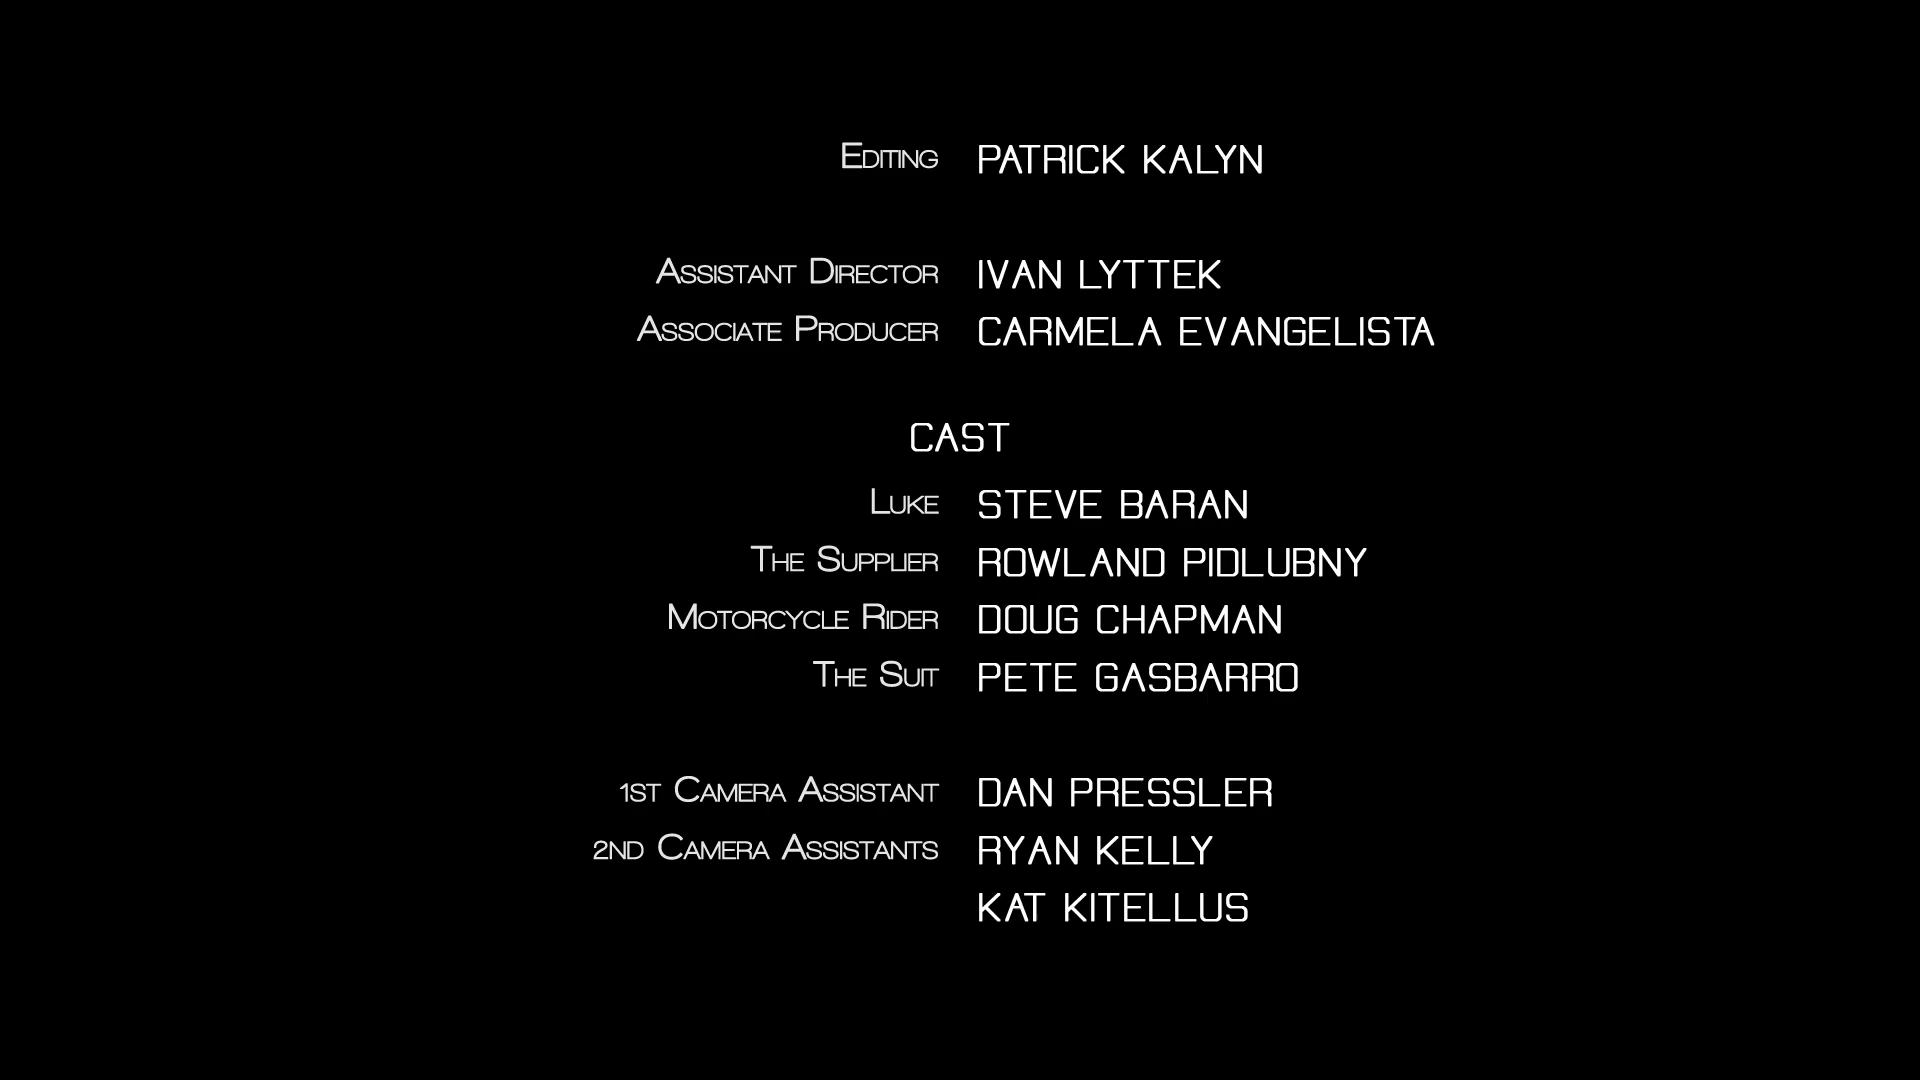 Editing PATRICK KALYN
Assistant Director IVAN LYTTEK
Associate Producer CARMELA EVANGELISTA
CAST
Luke STEVE BARAN
The Supplier ROWLAND PIDLUBNY
Motorcycle Rider DOUG CHAPMAN
The Suit PETE GASBARRO
1st Camera Assistant DAN PRESSLER
2nd Camera Assistants RYAN KELLY
KAT KITELLUS